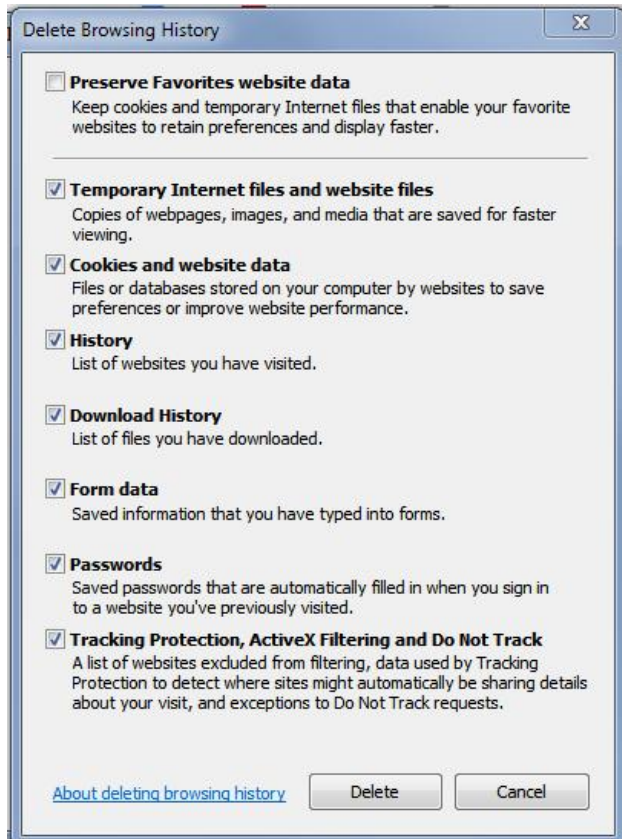 Delete Browsing History
Preserve Favorites website data
Keep cookies and temporary Internet files that enable your favorite
websites to retain preferences and display faster.
Temporary Internet files and website files
Copies of webpages, images, and media that are saved for faster
viewing.
Cookies and website data
Files or databases stored on your computer by websites to save
preferences or improve website performance.
History
List of websites you have visited.
Download History
List of files you have downloaded.
Form data
Saved information that you have typed into forms.
Passwords
Saved passwords that are automatically filled in when you sign in
to a website you've previously visited.
Tracking Protection, ActiveX Filtering and Do Not Track
A list of websites excluded from filtering, data used by Tracking
Protection to detect where sites might automatically be sharing details
about your visit, and exceptions to Do Not Track requests.
About deleting browsing history Delete Cancel